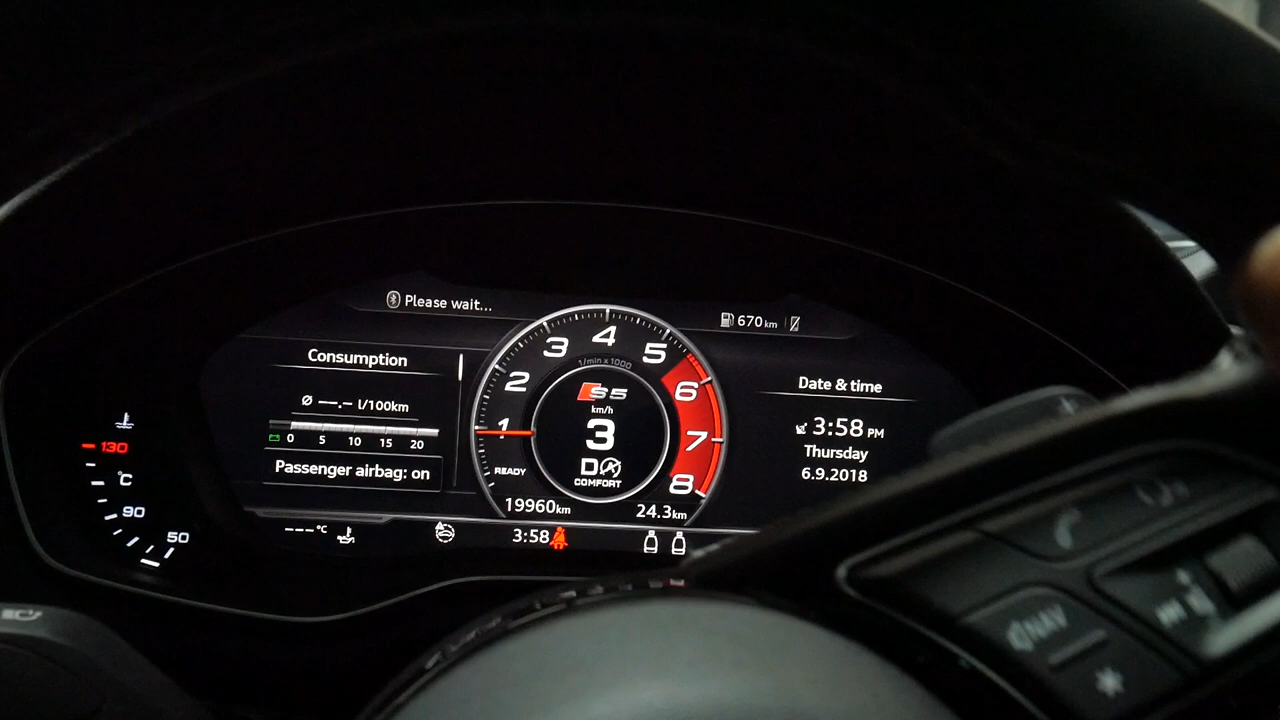 Please wait...
670 km
Consumption
Ø --.- l/100km
0 5 10 15 20
Passenger airbag: on
1 2 3 4 5 6 7 8
1/min x 1000
S5
km/h
3
D
COMFORT
READY
19960km
24.3km
Date & time
3:58 PM
Thursday
6.9.2018
130
°C
90
50
---°C
3:58
NAV